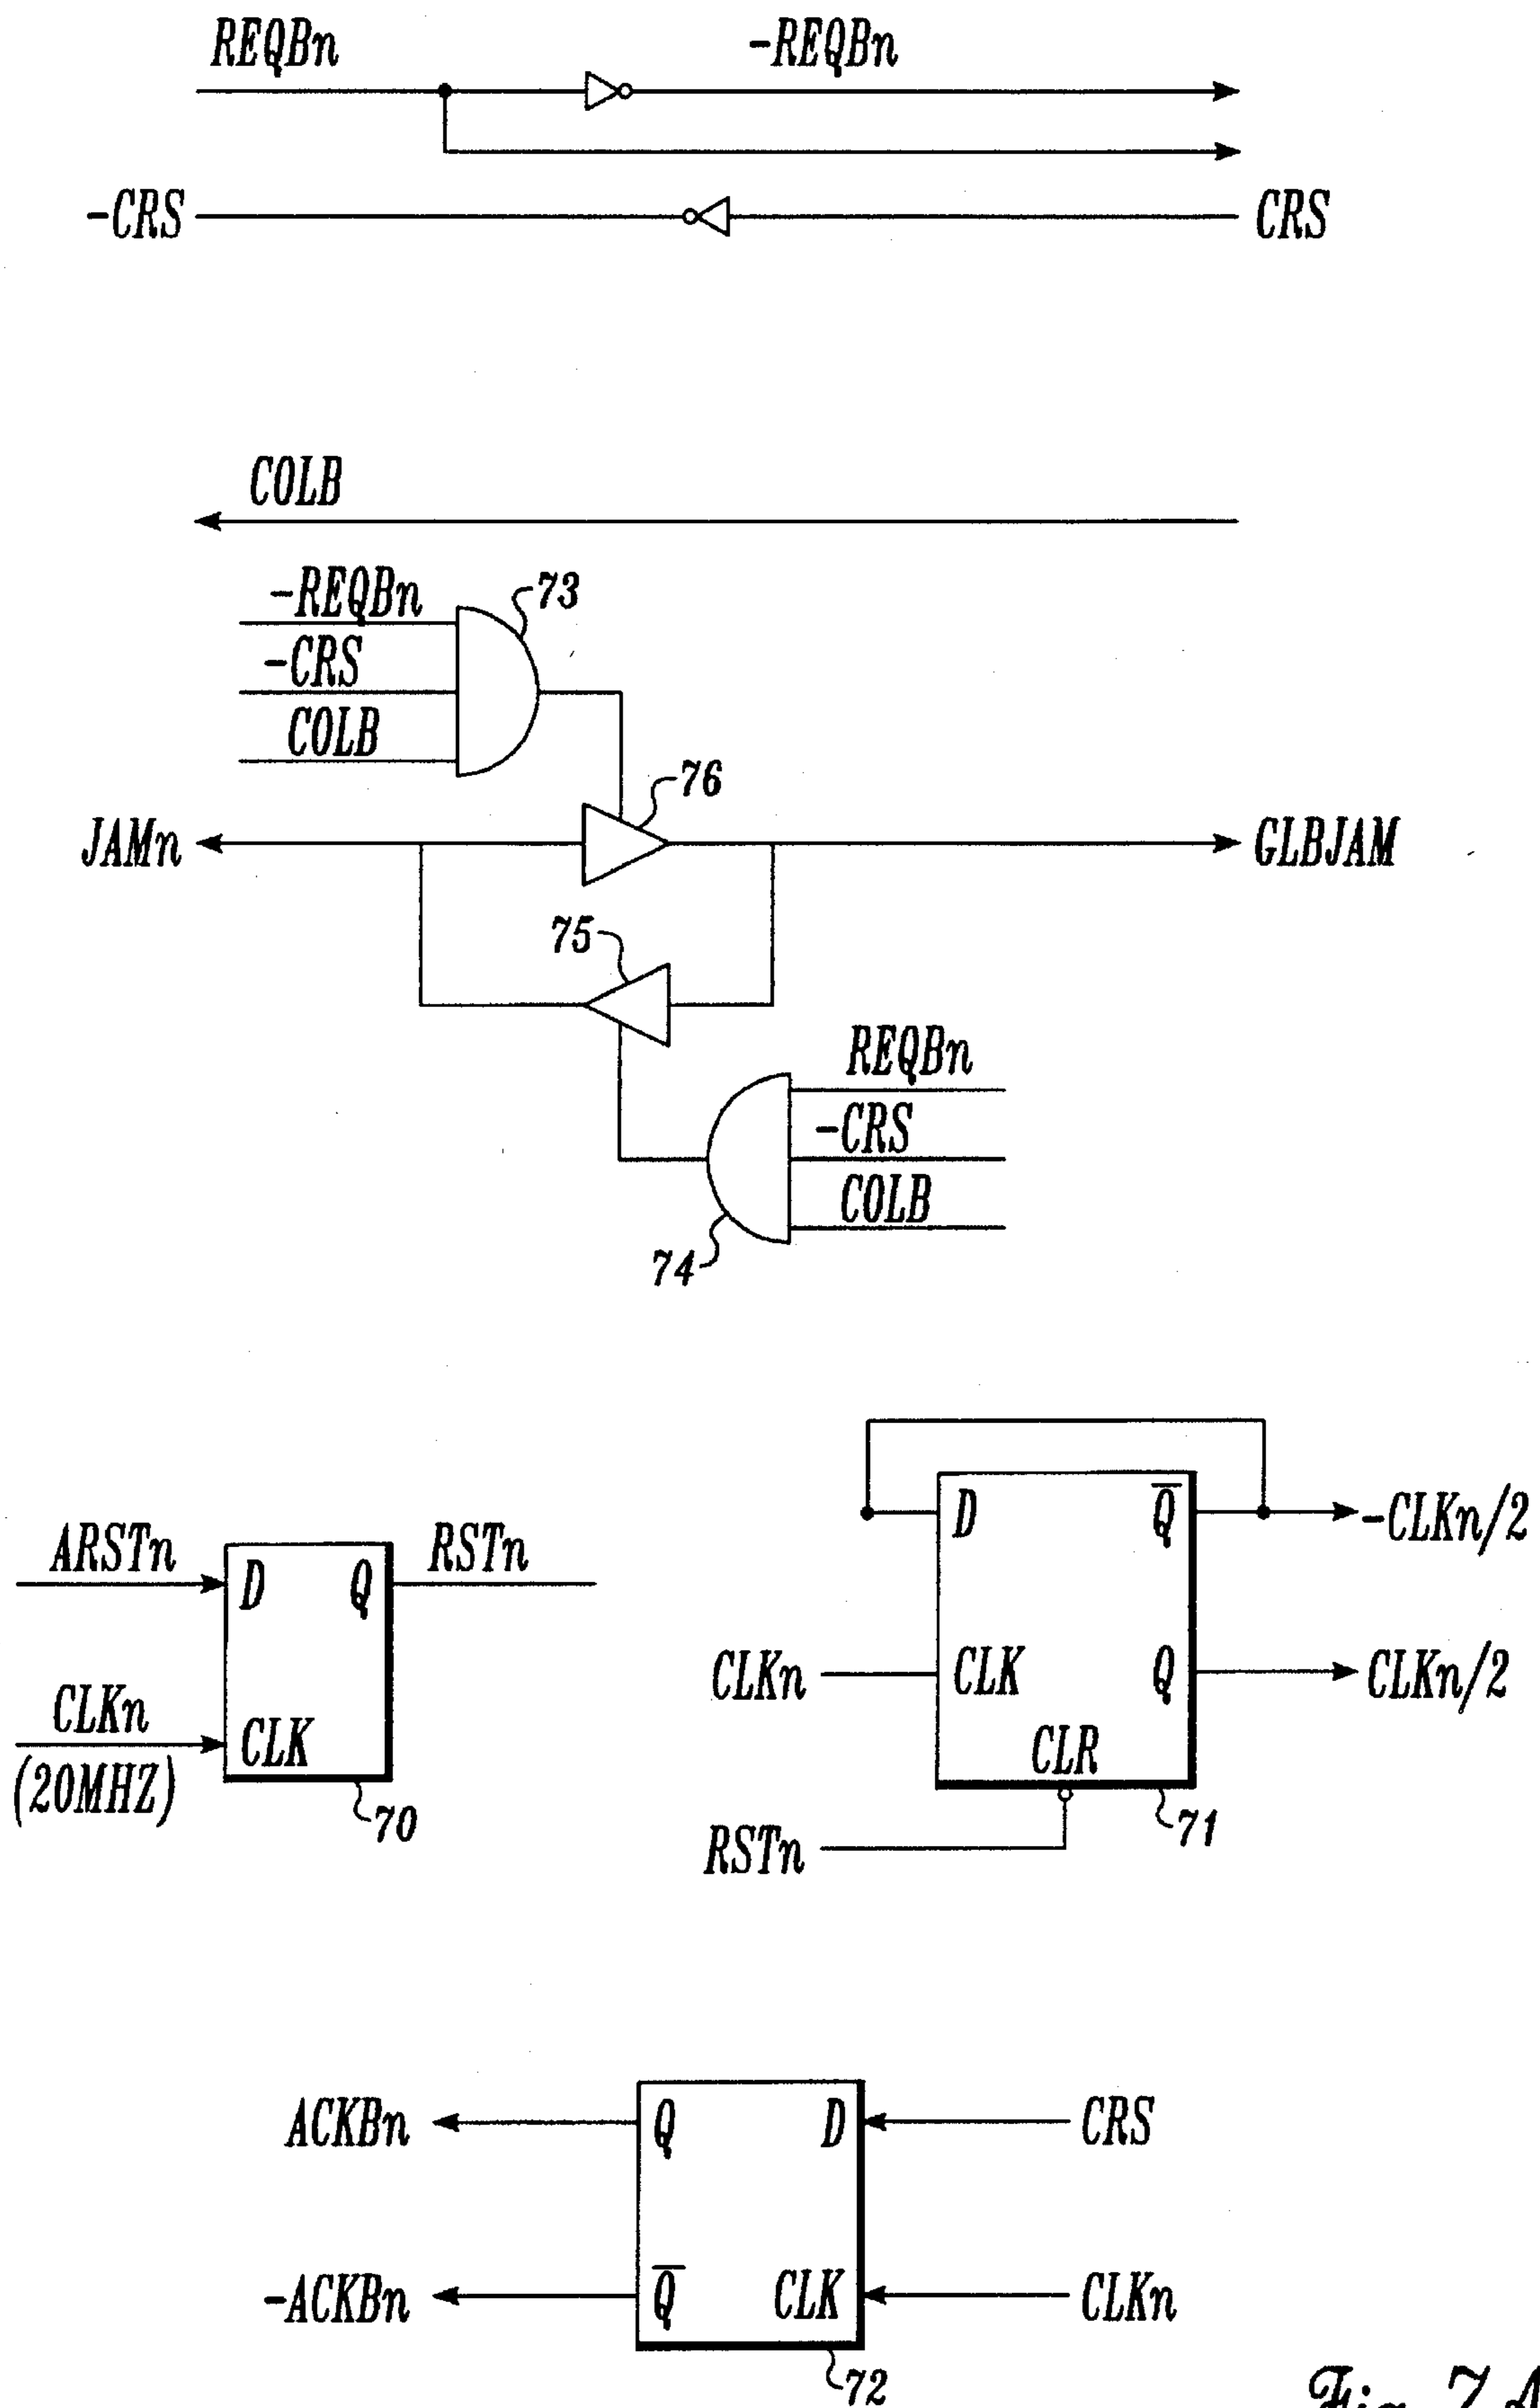 REQBn
-REQBn
-CRS
CRS
COLB
-REQBn
73
-CRS
COLB
76
JAMn
GLBJAM
75
REQBn
-CRS
COLB
74
ARSTn
D
Q
RSTn
CLKn
(20MHZ)
CLK
70
D
Q
-CLKn/2
CLKn
CLK
Q
CLKn/2
CLR
RSTn
71
ACKBn
Q
D
CRS
-ACKBn
Q
CLK
CLKn
72
Fig. 7A